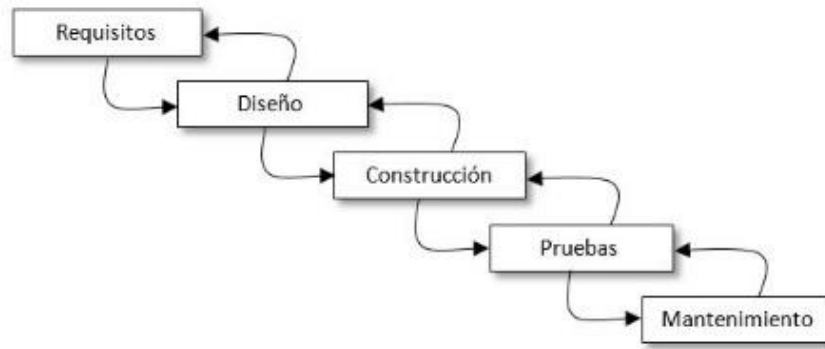 Requisitos
Diseño
Construcción
Pruebas
Mantenimiento